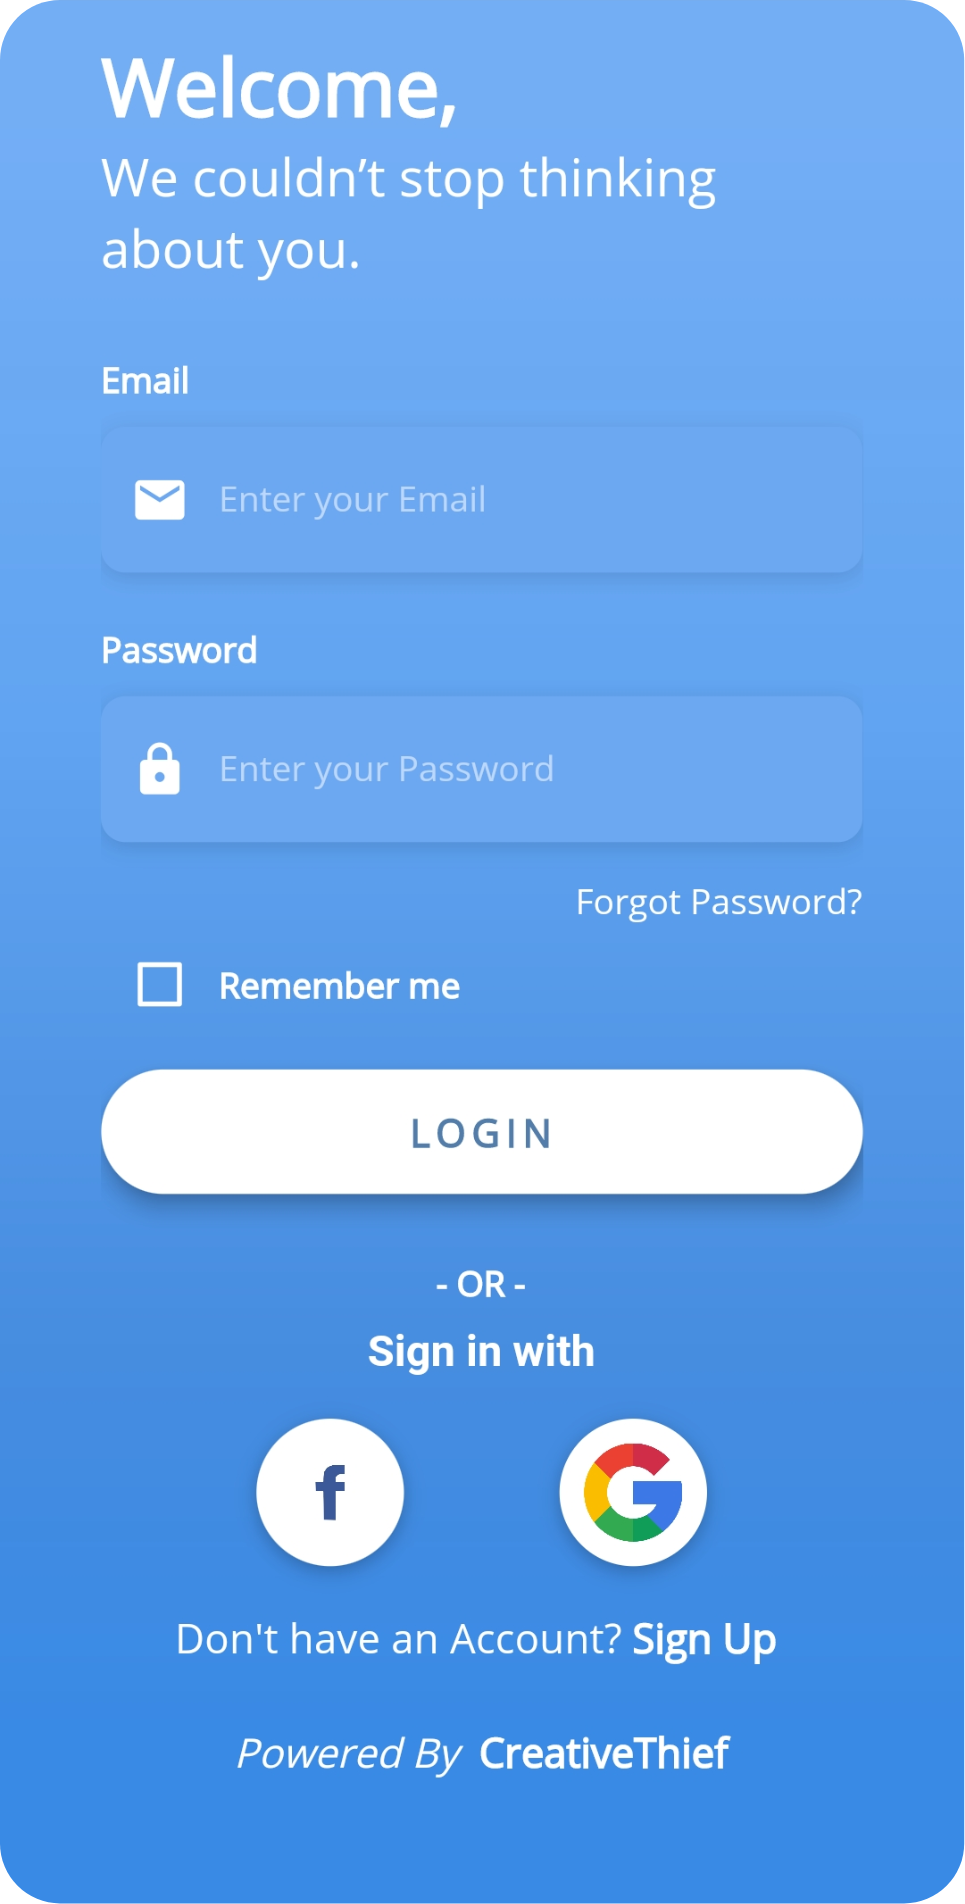 Welcome,
We couldn’t stop thinking
about you.
Email
Enter your Email
Password
Enter your Password
Forgot Password?
Remember me
LOGIN
- OR -
Sign in with
f G
Don't have an Account? Sign Up
Powered By CreativeThief